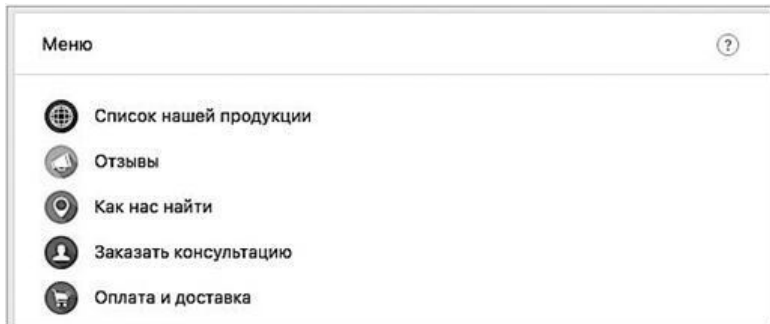 Меню
?
Список нашей продукции
Отзывы
Как нас найти
Заказать консультацию
Оплата и доставка